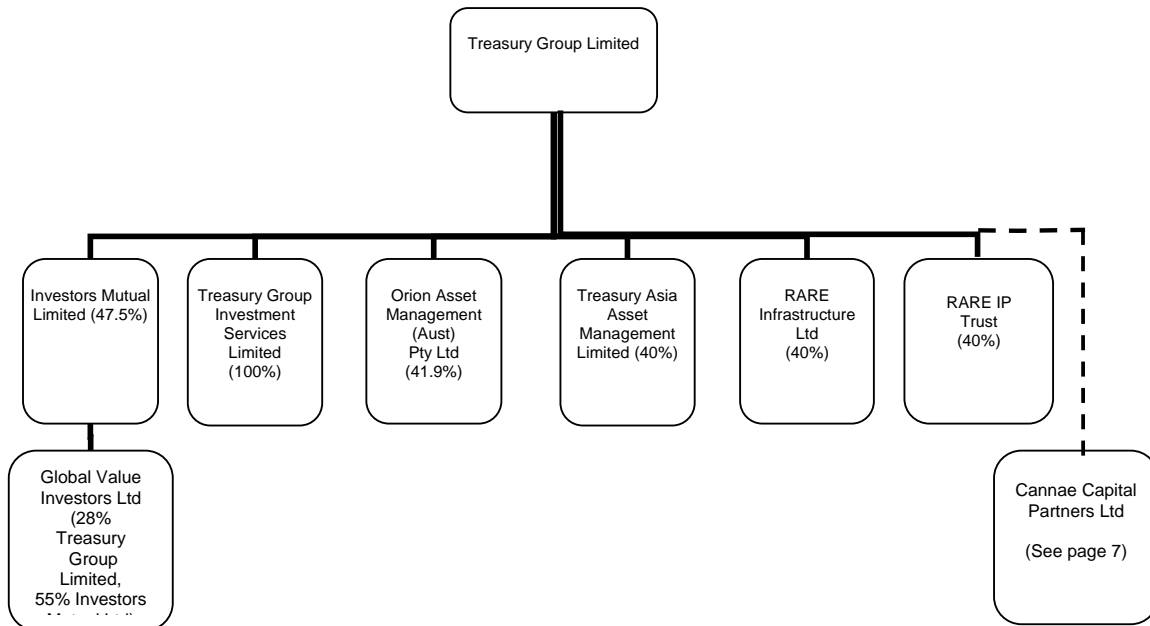 Treasury Group Limited
Investors Mutual
Limited (47.5%)
Treasury Group
Investment
Services
Limited
(100%)
Orion Asset
Management
(Aust)
Pty Ltd
(41.9%)
Treasury Asia
Asset
Management
Limited (40%)
RARE
Infrastructure
Ltd
(40%)
RARE IP
Trust
(40%)
Global Value
Investors Ltd
(28%
Treasury
Group
Limited,
55% Investors
Cannae Capital
Partners Ltd
(See page 7)